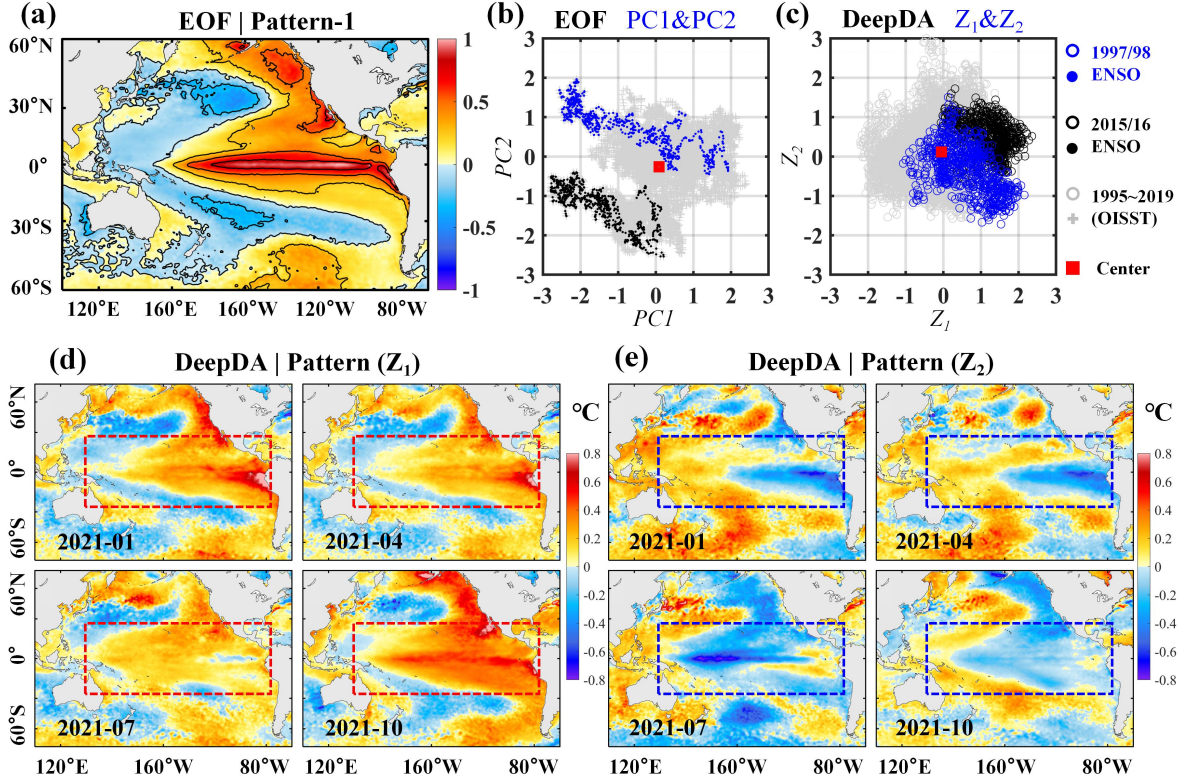 (a) EOF | Pattern-1
60°N
30°N
0°
30°S
60°S
120°E 160°E 160°W 120°W 80°W
1
0.5
0
-0.5
-1
(b) EOF PC1&PC2
PC2
3
2
1
0
-1
-2
-3
-3 -2 -1 0 1 2 3
PC1
(c) DeepDA Z1&Z2
Z2
3
2
1
0
-1
-2
-3
-3 -2 -1 0 1 2 3
Z1
1997/98
ENSO
2015/16
ENSO
1995~2019
(OISST)
Center
(d) DeepDA | Pattern (Z1)
60°N
0°
60°S
2021-01
2021-04
60°N
0°
60°S
2021-07
2021-10
120°E 160°W 80°W 120°E 160°W 80°W
°C
0.8
0.6
0.4
0.2
0
-0.2
-0.4
-0.6
-0.8
(e) DeepDA | Pattern (Z2)
2021-01
2021-04
2021-07
2021-10
120°E 160°W 80°W 120°E 160°W 80°W
°C
0.8
0.6
0.4
0.2
0
-0.2
-0.4
-0.6
-0.8